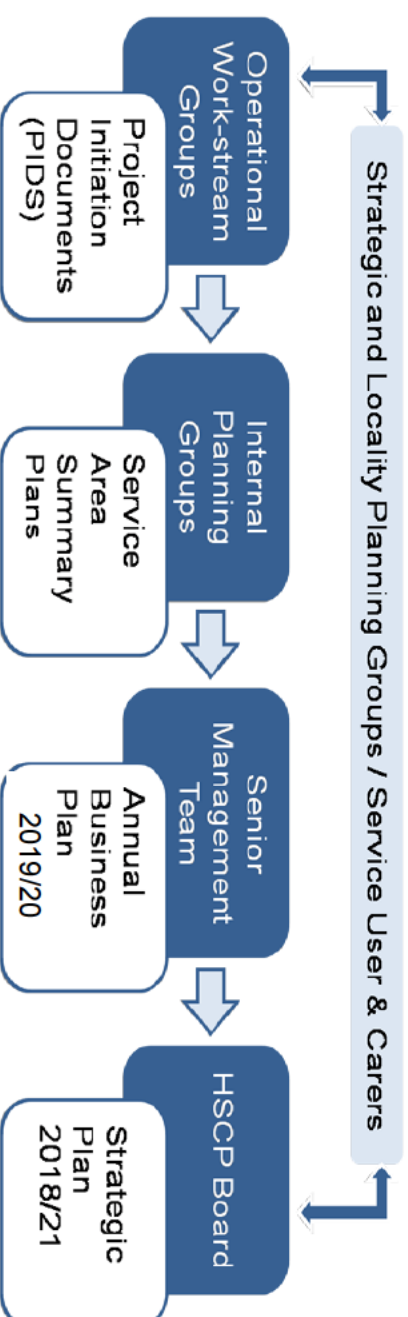 Strategic and Locality Planning Groups / Service User & Carers
Operational
Work-stream
Groups
Project
Initiation
Documents
(PIDS)
Internal
Planning
Groups
Service
Area
Summary
Plans
Senior
Management
Team
Annual
Business
Plan
2019/20
HSCP Board
Strategic
Plan
2018/21